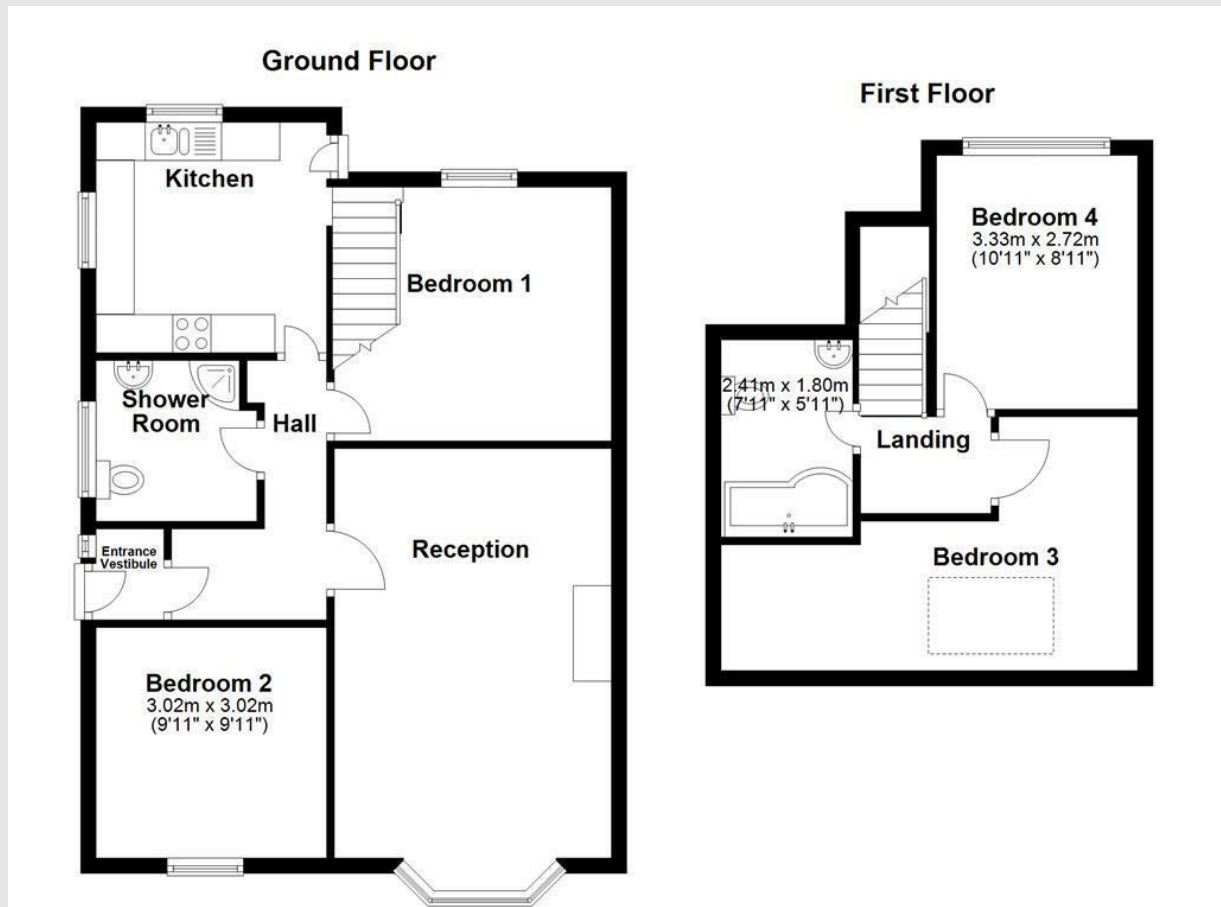 Ground Floor
Kitchen
Bedroom 1
Shower
Room
Hall
Entrance
Vestibule
Reception
Bedroom 2
3.02m x 3.02m
(9'11" x 9'11")
First Floor
Bedroom 4
3.33m x 2.72m
(10'11" x 8'11")
2.41m x 1.80m
(7'11" x 5'11")
Landing
Bedroom 3